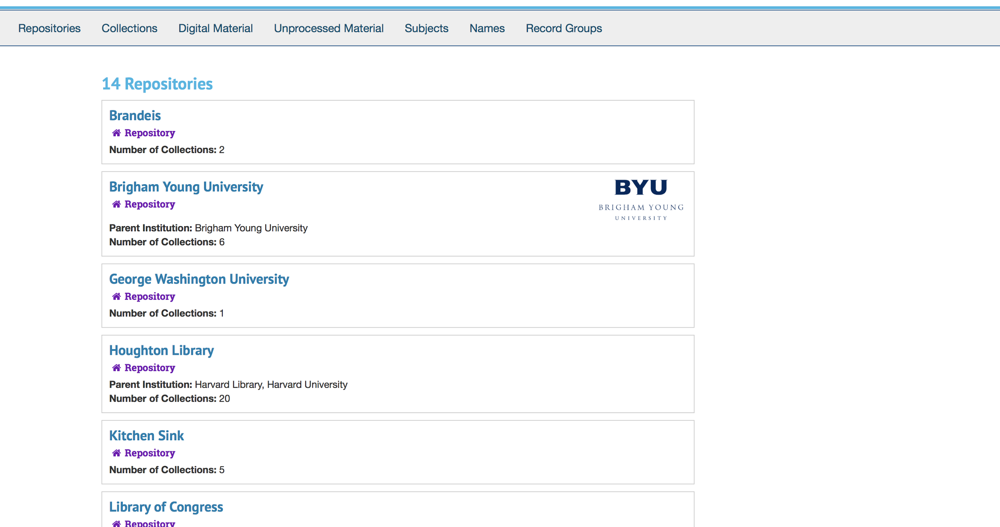 Repositories Collections Digital Material Unprocessed Material Subjects Names Record Groups
14 Repositories
Brandeis
Repository
Number of Collections: 2
Brigham Young University
Repository
Parent Institution: Brigham Young University
Number of Collections: 6
BYU
BRIGHAM YOUNG
UNIVERSITY
George Washington University
Repository
Number of Collections: 1
Houghton Library
Repository
Parent Institution: Harvard Library, Harvard University
Number of Collections: 20
Kitchen Sink
Repository
Number of Collections: 5
Library of Congress
Repository